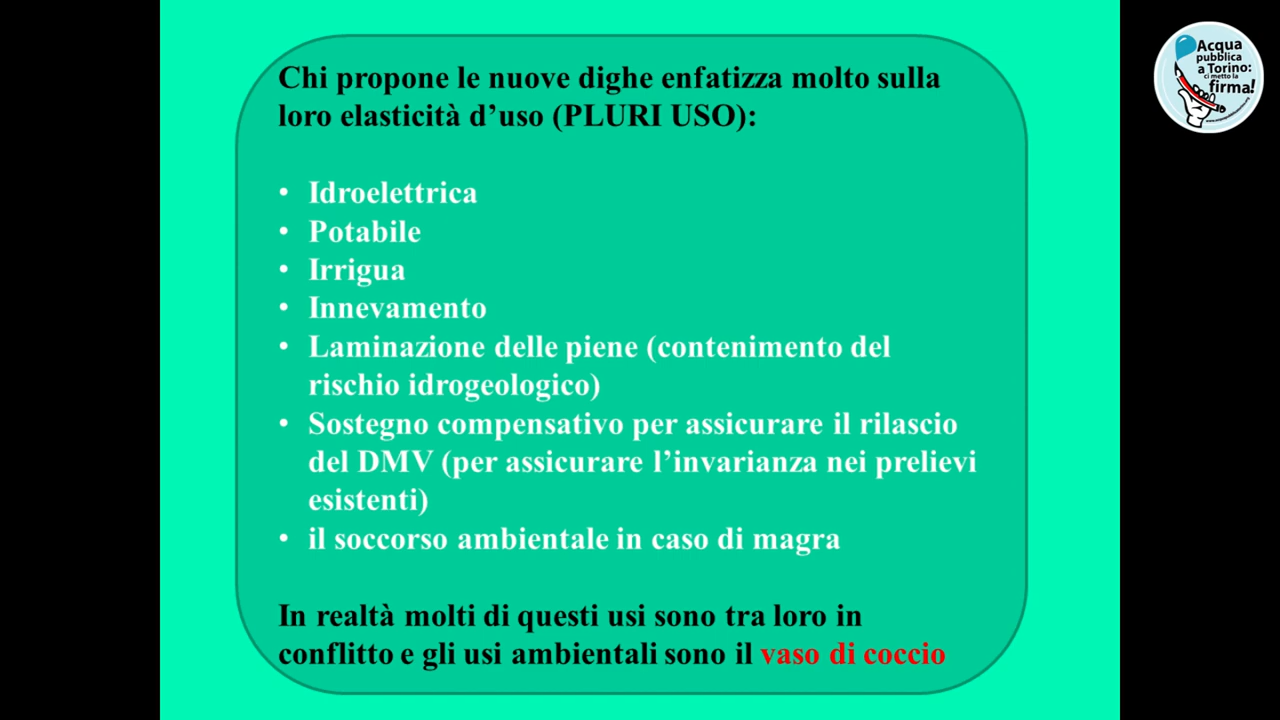 Chi propone le nuove dighe enfatizza molto sulla
loro elasticità d’uso (PLURI USO):
• Idroelettrica
• Potabile
• Irrigua
• Innevamento
• Laminazione delle piene (contenimento del
rischio idrogeologico)
• Sostegno compensativo per assicurare il rilascio
del DMV (per assicurare l’invarianza nei prelievi
esistenti)
• il soccorso ambientale in caso di magra
In realtà molti di questi usi sono tra loro in
conflitto e gli usi ambientali sono il vaso di coccio
Acqua
pubblica
a Torino:
ci metto la
firma!